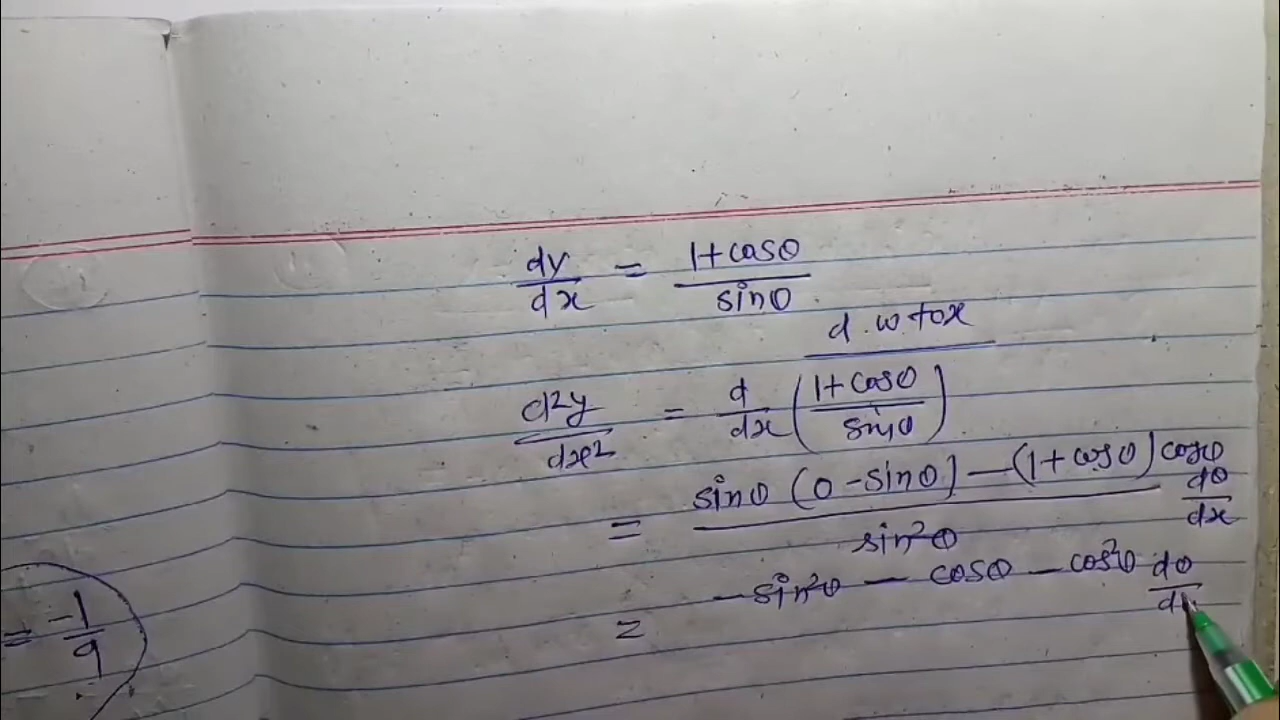 dy/dx = 1+cosθ/sinθ
d.w to x
d²y/dx² = d/dx (1+cosθ/sinθ)
= sinθ (0-sinθ) - (1+cosθ) cosθ/sin²θ dθ/dx
= -sin²θ - cosθ - cos²θ dθ/d
= -1/9